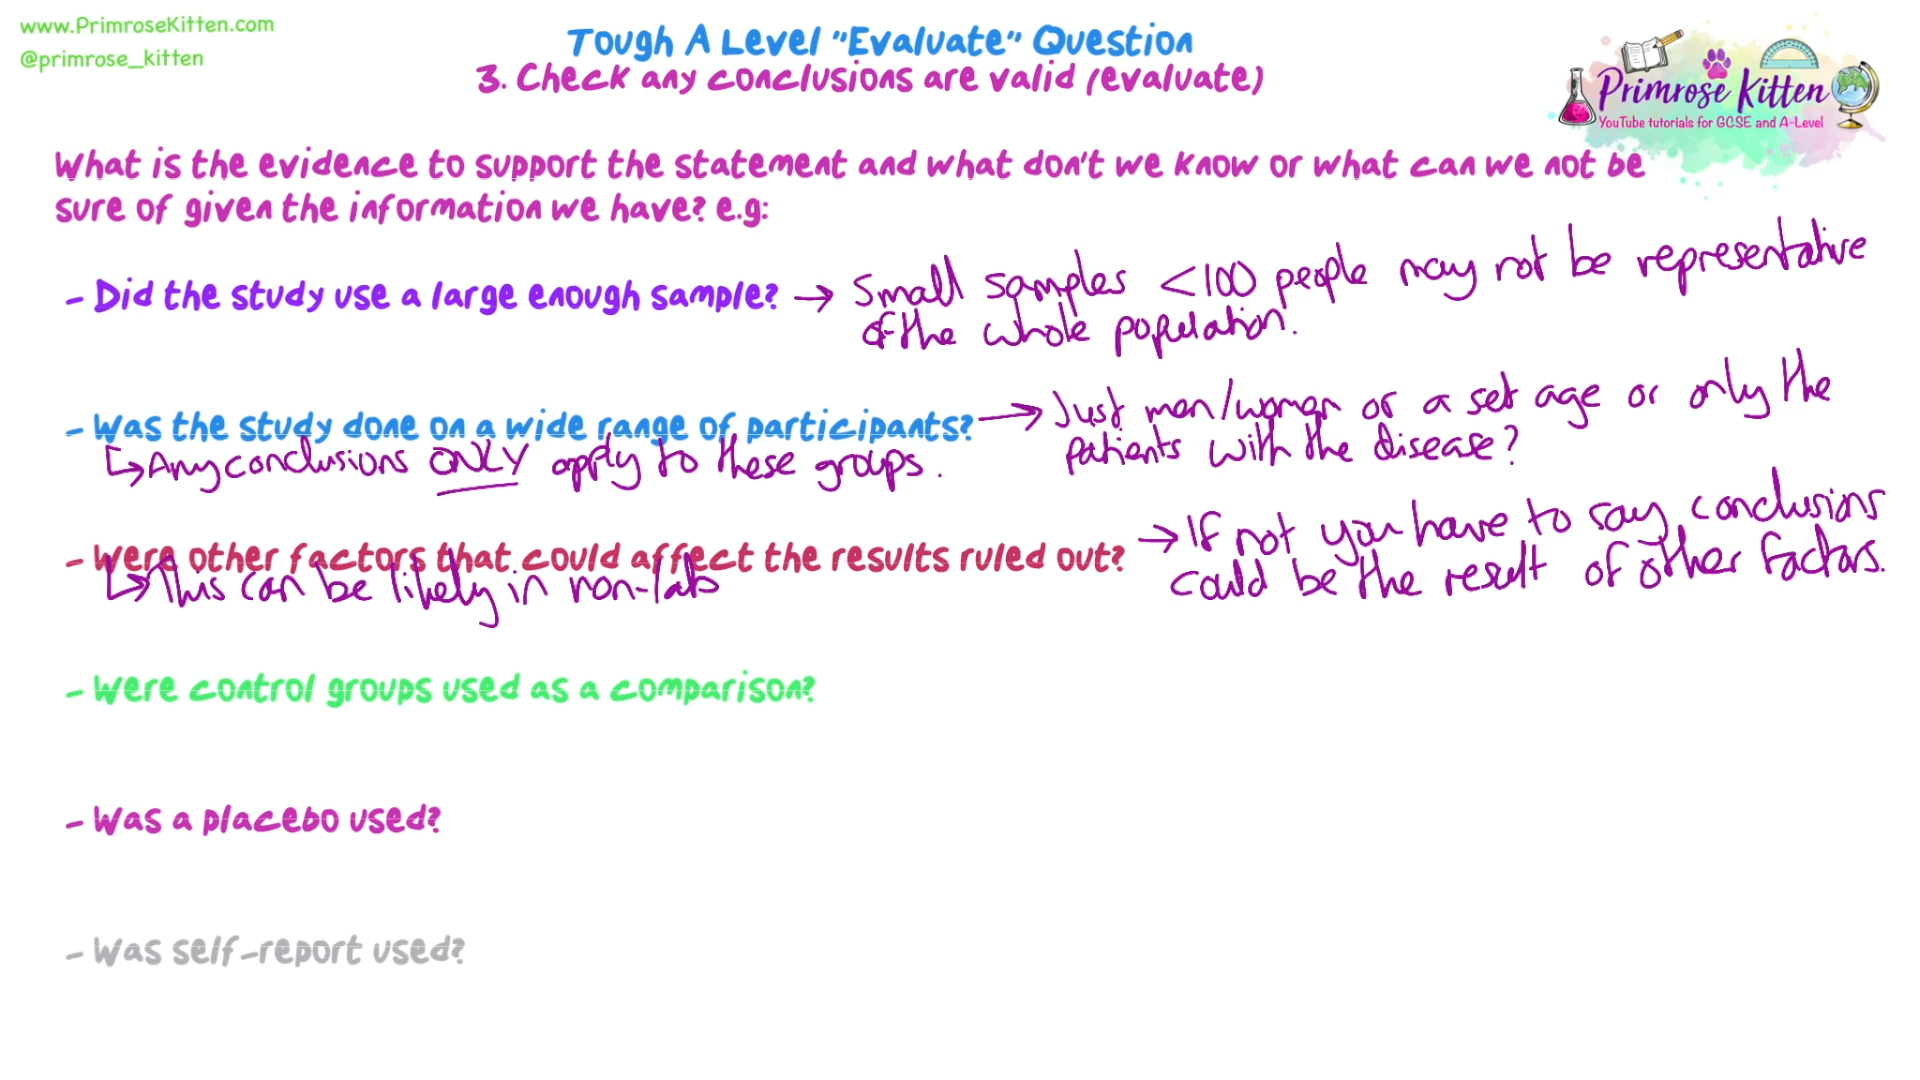 www.PrimroseKitten.com
@primrose_kitten
Tough A Level "Evaluate" Question
3. Check any conclusions are valid (evaluate)
Primrose Kitten
YouTube tutorials for GCSE and A-Level
What is the evidence to support the statement and what don't we know or what can we not be
sure of given the information we have? e.g:
- Did the study use a large enough sample? → Small samples <100 people may not be representative
of the whole population.
- Was the study done on a wide range of participants? → Just men/women or a set age or only the
patients with the disease?
↳ Any conclusions ONLY apply to these groups.
- Were other factors that could affect the results ruled out? → If not you have to say conclusions
could be the result of other factors.
↳ This can be likely in non-labs
- Were control groups used as a comparison?
- Was a placebo used?
- Was self-report used?